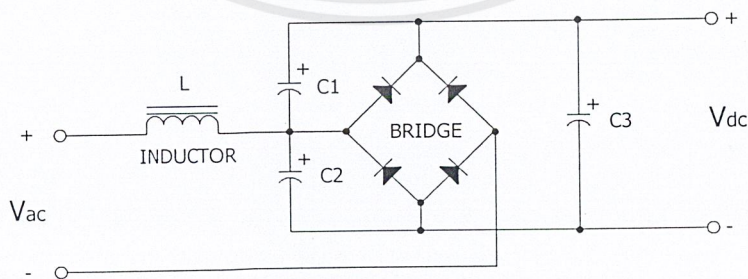 +
+
L
+
C1
BRIDGE
+
C3
Vdc
+
INDUCTOR
+
C2
Vac
-
-